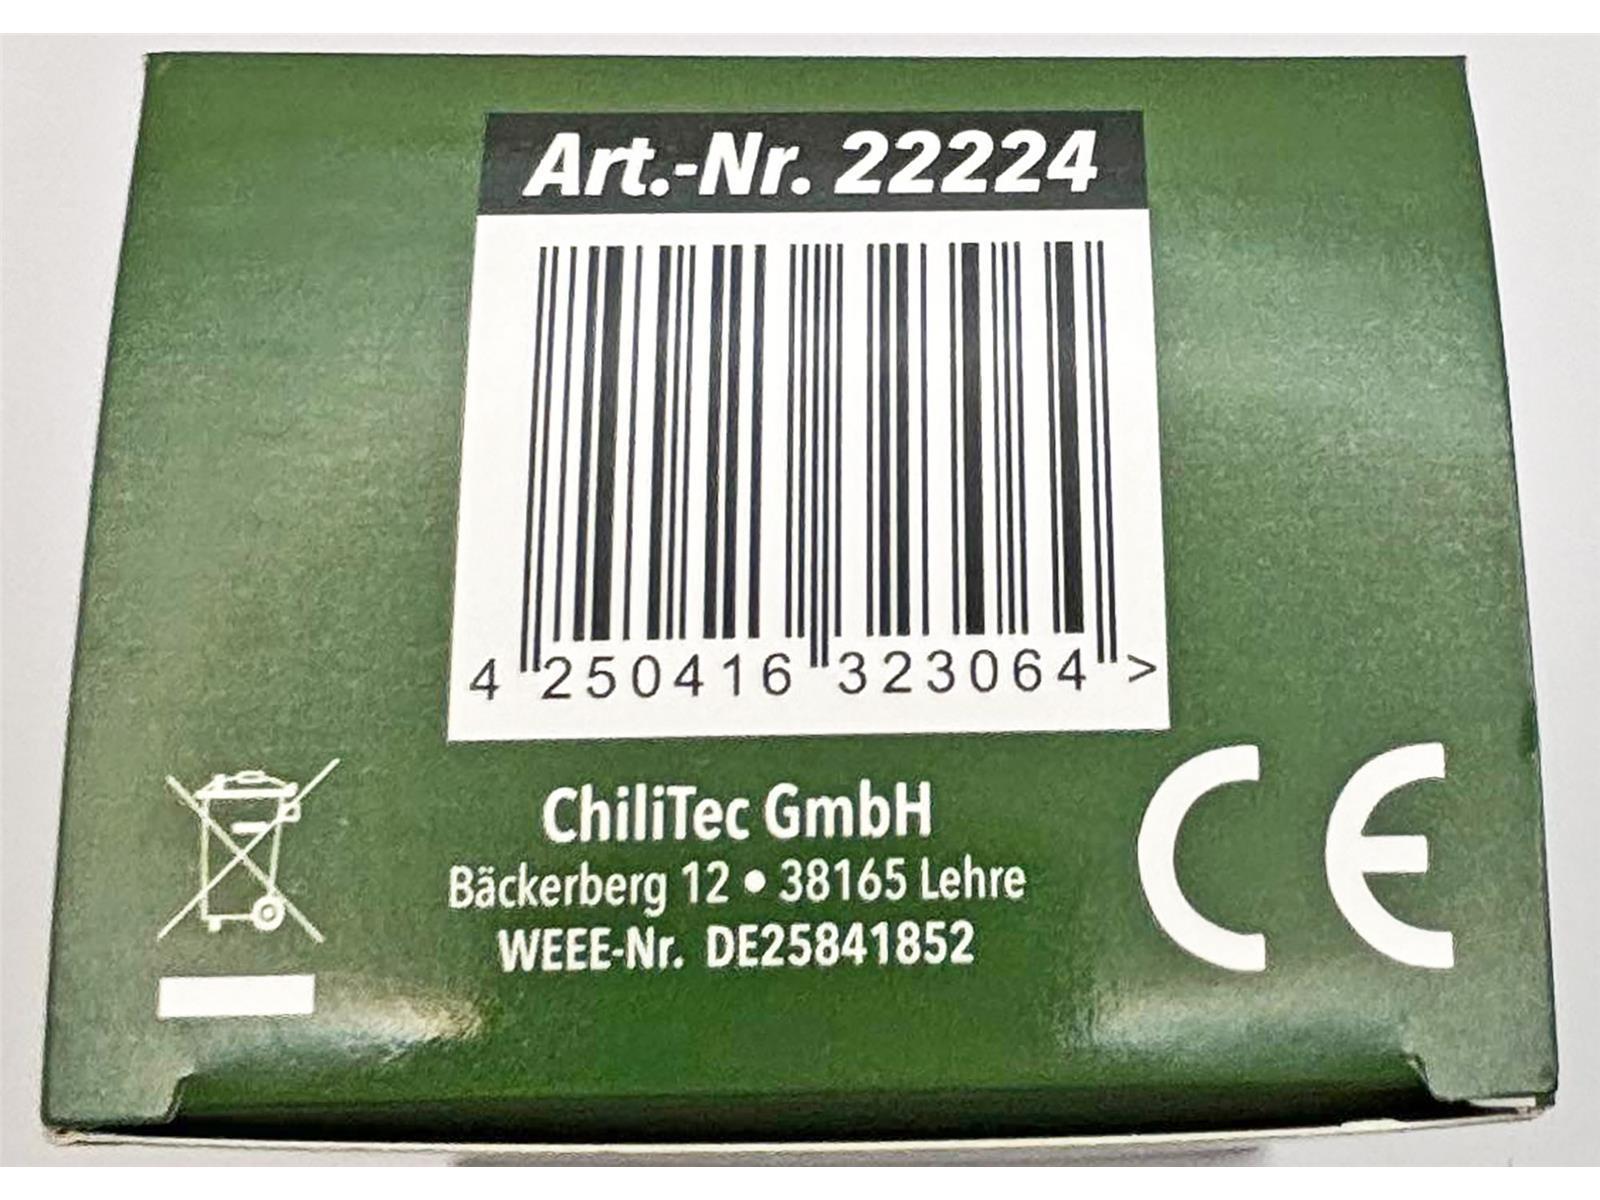 Art.-Nr. 22224
4 250416 323064 >
ChiliTec GmbH
Bäckerberg 12 • 38165 Lehre
WEEE-Nr. DE25841852
CE